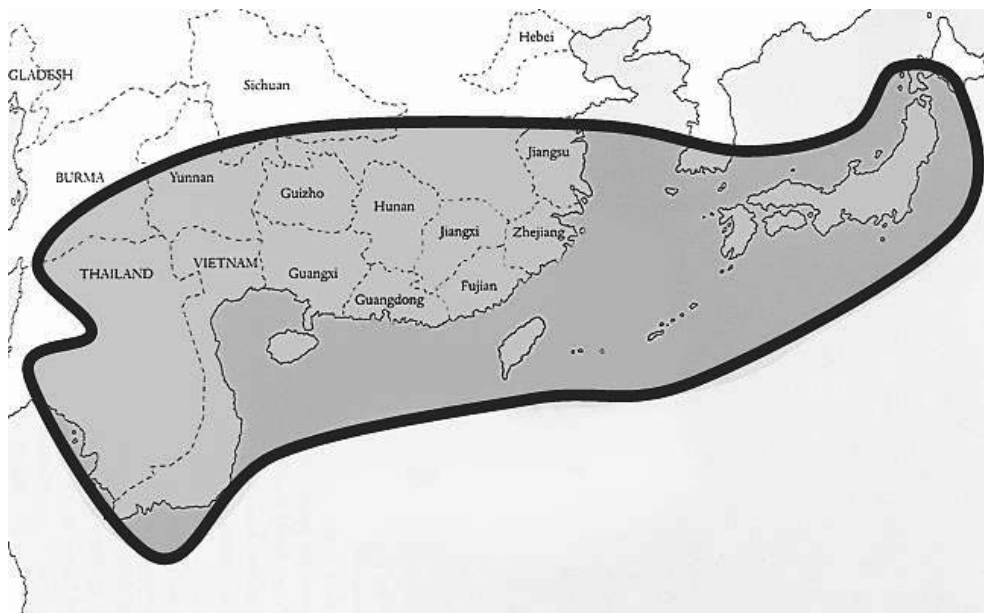 Hebei
GLADESH
Sichuan
Jiangsu
BURMA
Yunnan
Guizho
Hunan
Jiangxi
Zhejiang
THAILAND
VIETNAM
Guangxi
Guangdong
Fujian